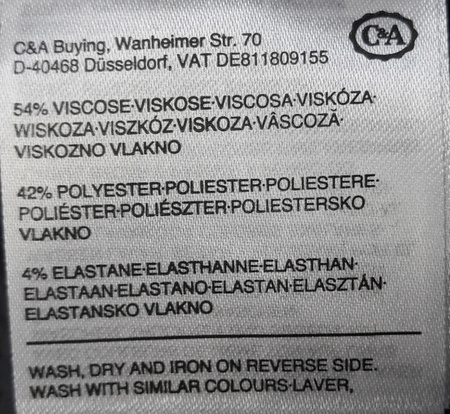 C&A Buying, Wanheimer Str. 70
D-40468 Düsseldorf, VAT DE811809155
C&A
54% VISCOSE·VISKOSE·VISCOSA·VISKÓZA·
WISKOZA·VISZKÓZ·VISKOZA·VÂSCOZĂ·
VISKOZNO VLAKNO
42% POLYESTER·POLIESTER·POLIESTERE·
POLIÉSTER·POLIÉSZTER·POLIESTERSKO
VLAKNO
4% ELASTANE·ELASTHANNE·ELASTHAN·
ELASTAAN·ELASTANO·ELASTAN·ELASZTÁN·
ELASTANSKO VLAKNO
WASH, DRY AND IRON ON REVERSE SIDE.
WASH WITH SIMILAR COLOURS·LAVER,